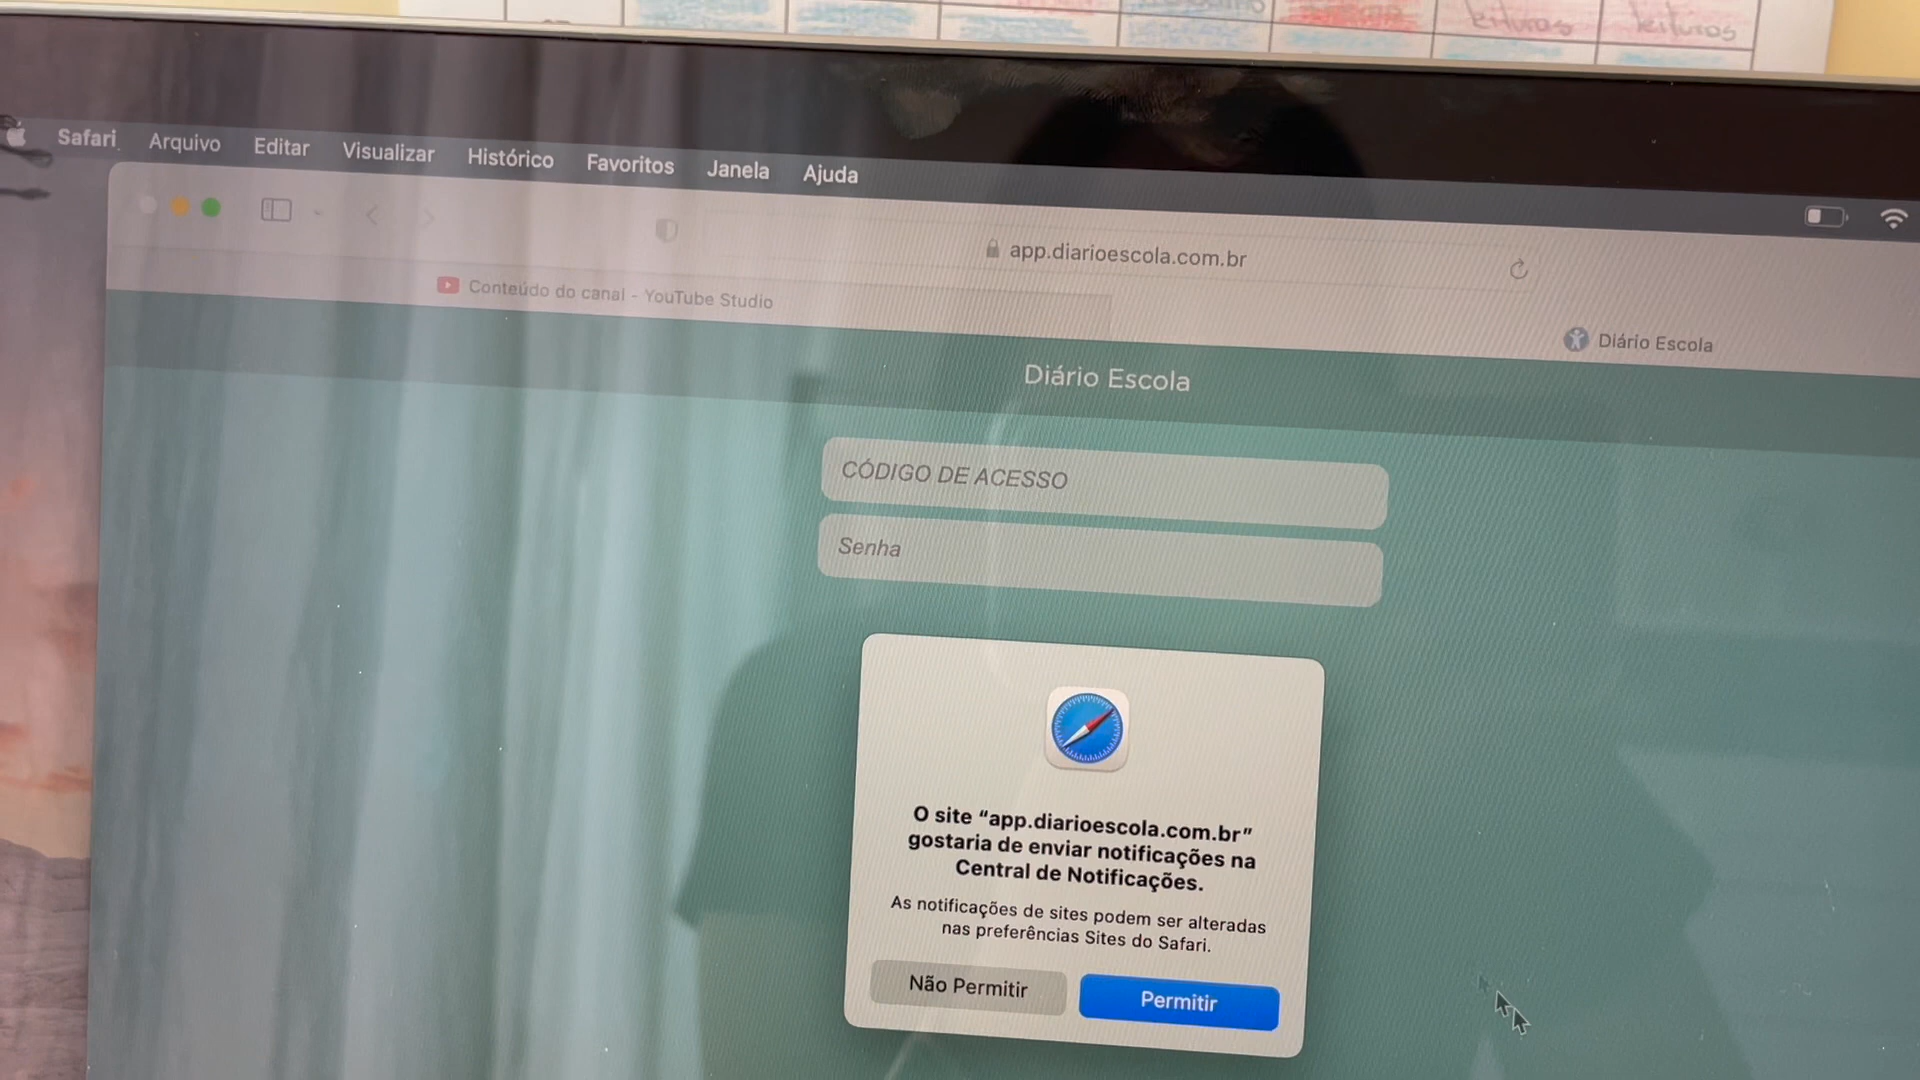 leituras leituras
Safari Arquivo Editar Visualizar Histórico Favoritos Janela Ajuda
app.diarioescola.com.br
Conteúdo do canal - YouTube Studio
Diário Escola
Diário Escola
CÓDIGO DE ACESSO
Senha
O site “app.diarioescola.com.br”
gostaria de enviar notificações na
Central de Notificações.
As notificações de sites podem ser alteradas
nas preferências Sites do Safari.
Não Permitir Permitir